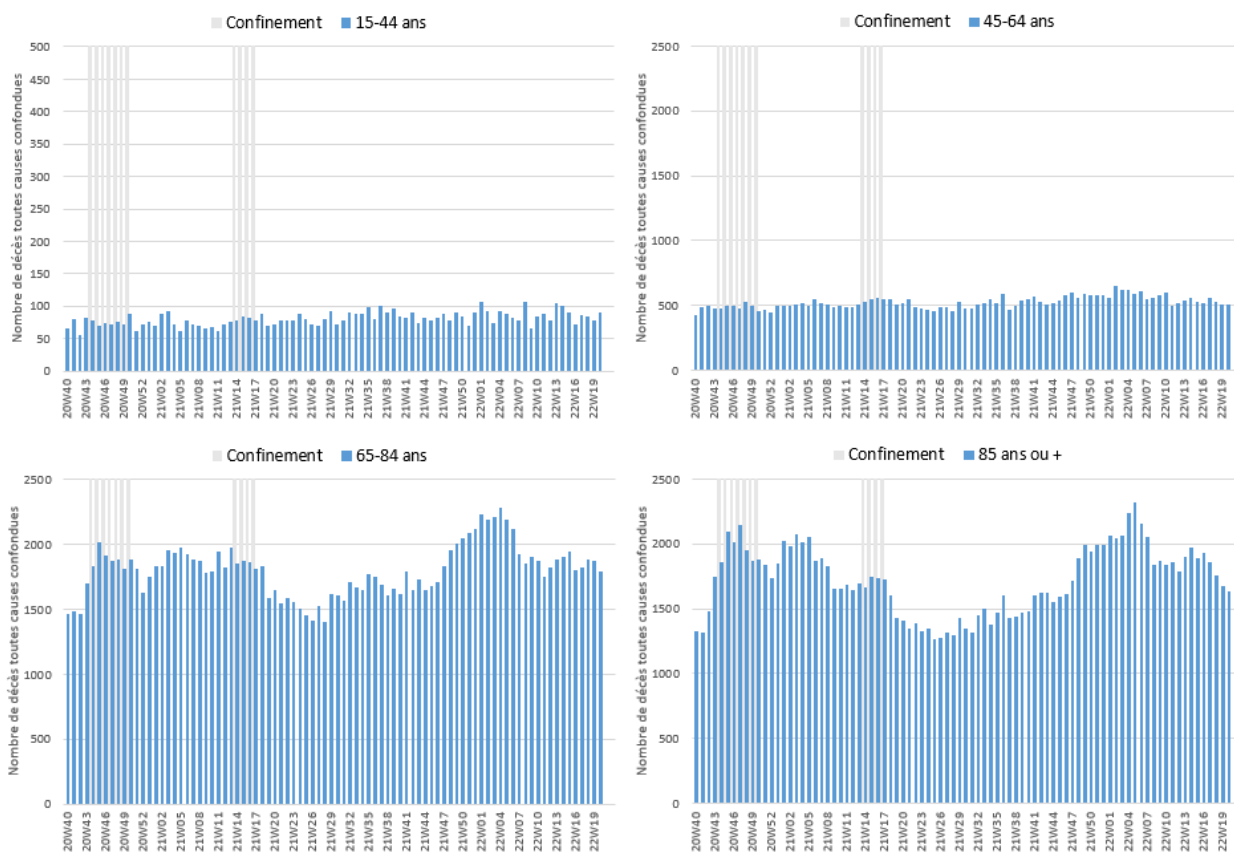 Confinement 15-44 ans
Nombre de décès toutes causes confondues
500
450
400
350
300
250
200
150
100
50
0
20W40 20W43 20W46 20W49 20W52 21W02 21W05 21W08 21W11 21W14 21W17 21W20 21W23 21W26 21W29 21W32 21W35 21W38 21W41 21W44 21W47 21W50 22W01 22W04 22W07 22W10 22W13 22W16 22W19
Confinement 45-64 ans
Nombre de décès toutes causes confondues
2500
2000
1500
1000
500
0
20W40 20W43 20W46 20W49 20W52 21W02 21W05 21W08 21W11 21W14 21W17 21W20 21W23 21W26 21W29 21W32 21W35 21W38 21W41 21W44 21W47 21W50 22W01 22W04 22W07 22W10 22W13 22W16 22W19
Confinement 65-84 ans
Nombre de décès toutes causes confondues
2500
2000
1500
1000
500
0
20W40 20W43 20W46 20W49 20W52 21W02 21W05 21W08 21W11 21W14 21W17 21W20 21W23 21W26 21W29 21W32 21W35 21W38 21W41 21W44 21W47 21W50 22W01 22W04 22W07 22W10 22W13 22W16 22W19
Confinement 85 ans ou +
Nombre de décès toutes causes confondues
2500
2000
1500
1000
500
0
20W40 20W43 20W46 20W49 20W52 21W02 21W05 21W08 21W11 21W14 21W17 21W20 21W23 21W26 21W29 21W32 21W35 21W38 21W41 21W44 21W47 21W50 22W01 22W04 22W07 22W10 22W13 22W16 22W19